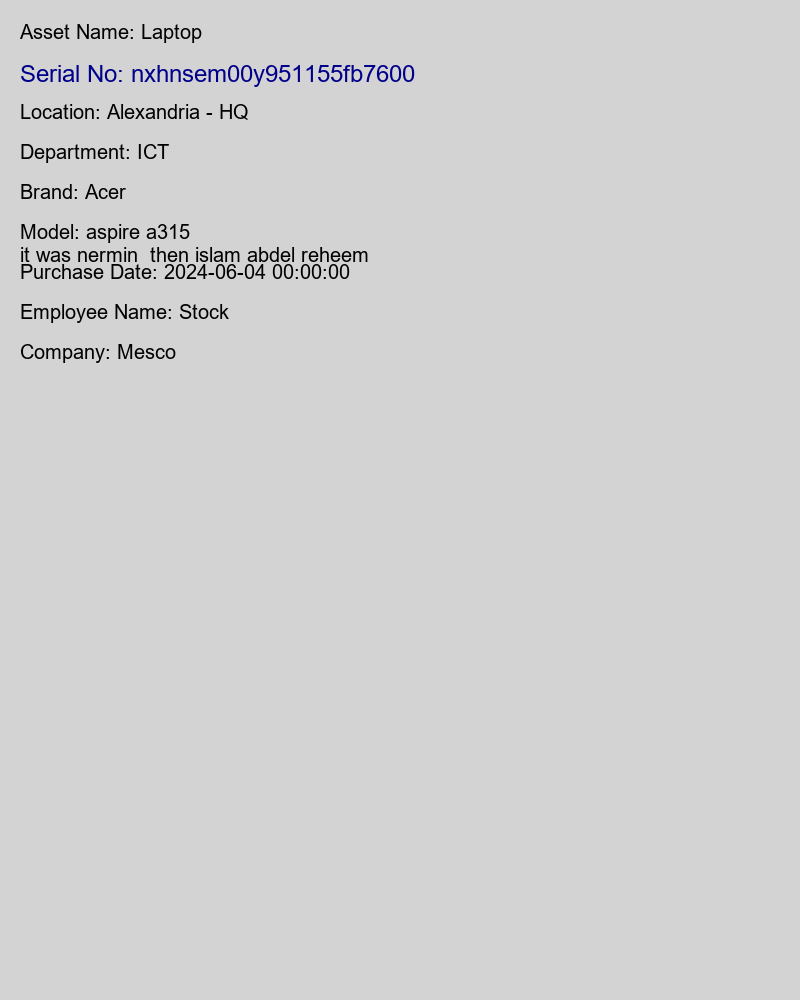 Asset Name: Laptop
Serial No: nxhnsem00y951155fb7600
Location: Alexandria - HQ
Department: ICT
Brand: Acer
Model: aspire a315
it was nermin  then islam abdel reheem
Purchase Date: 2024-06-04 00:00:00
Employee Name: Stock
Company: Mesco